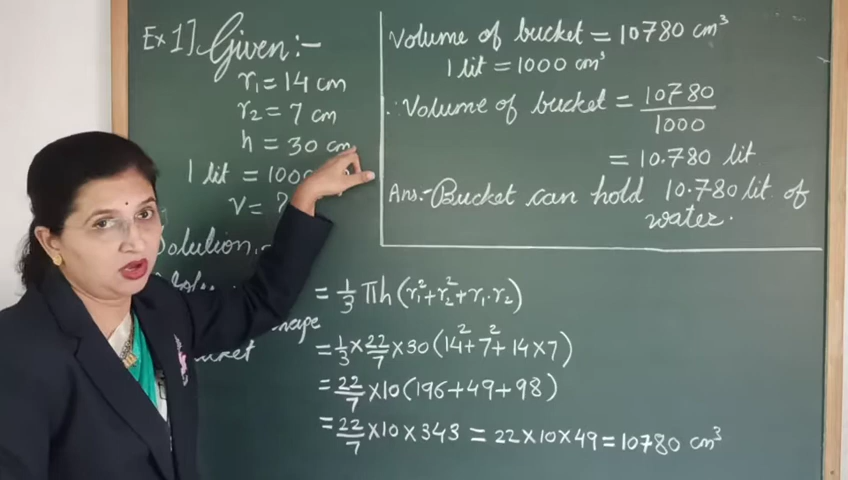 Ex 1] Given :-
r₁ = 14 cm
r₂ = 7 cm
h = 30 cm
1 lit = 1000
V = ?
Solution :-
shape
bucket
= 1/3 πh (r₁² + r₂² + r₁·r₂)
= 1/3 × 22/7 × 30 (14² + 7² + 14 × 7)
= 22/7 × 10 (196 + 49 + 98)
= 22/7 × 10 × 343 = 22 × 10 × 49 = 10780 cm³
Volume of bucket = 10780 cm³
1 lit = 1000 cm³
∴ Volume of bucket = 10780/1000
= 10.780 lit
Ans.- Bucket can hold 10.780 lit. of
water.